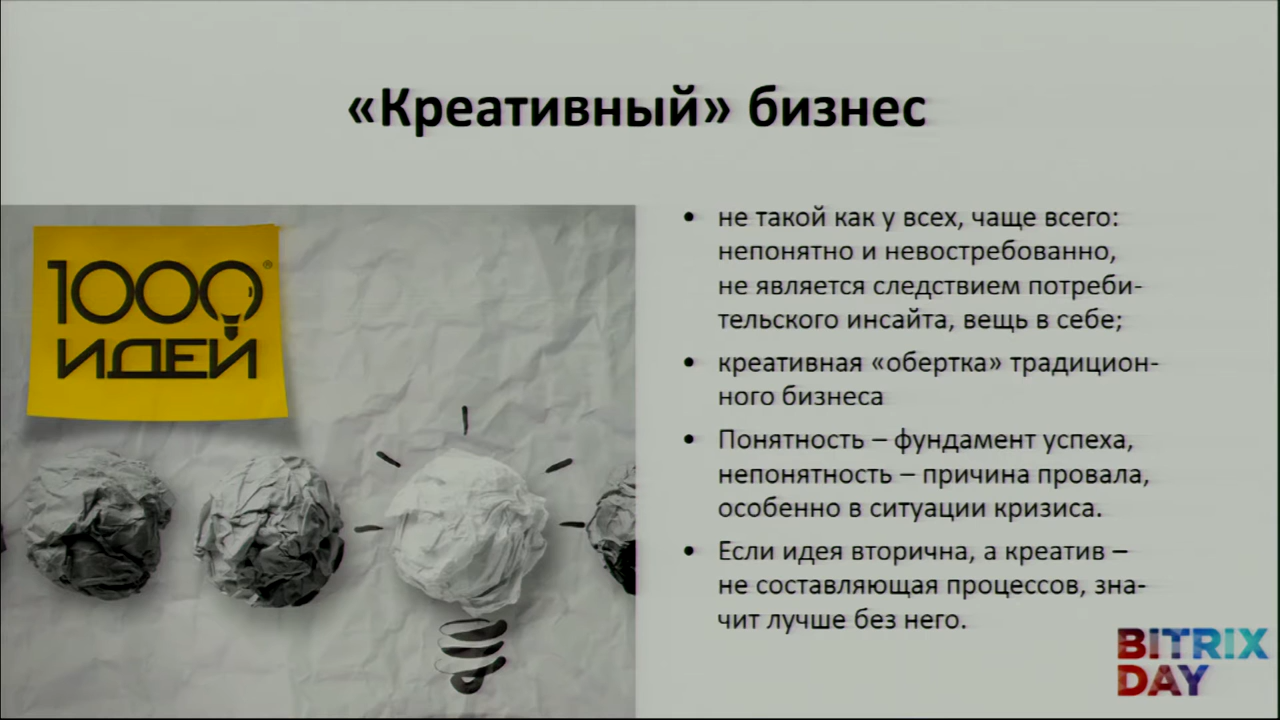 «Креативный» бизнес
1000®
ИДЕЙ
• не такой как у всех, чаще всего:
непонятно и невостребованно,
не является следствием потреби-
тельского инсайта, вещь в себе;
• креативная «обертка» традицион-
ного бизнеса
• Понятность – фундамент успеха,
непонятность – причина провала,
особенно в ситуации кризиса.
• Если идея вторична, а креатив –
не составляющая процессов, зна-
чит лучше без него.
BITRIX
DAY